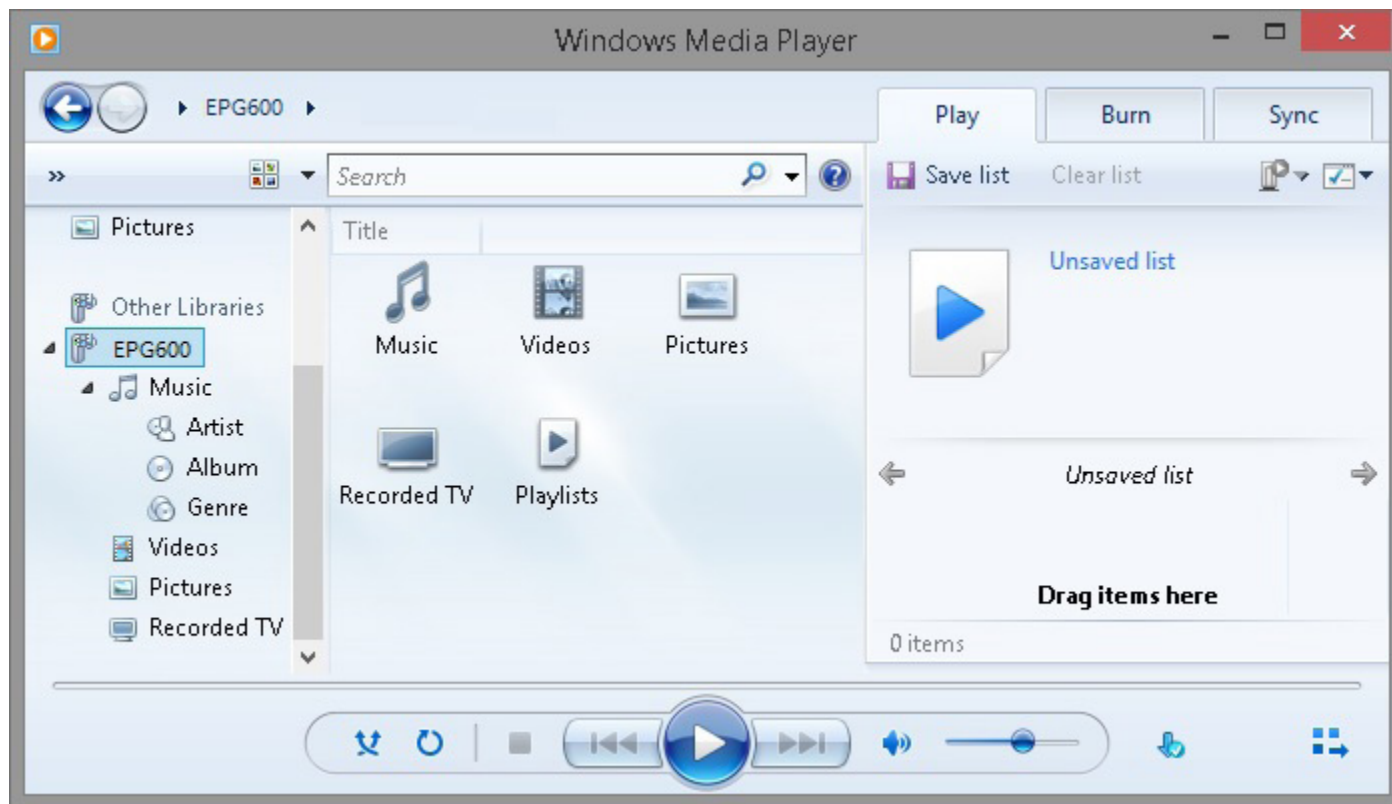 Windows Media Player
EPG600
Play
Burn
Sync
»
Search
Save list
Clear list
Pictures
Other Libraries
EPG600
Music
Artist
Album
Genre
Videos
Pictures
Recorded TV
Title
Music
Videos
Pictures
Recorded TV
Playlists
Unsaved list
Unsaved list
Drag items here
0 items